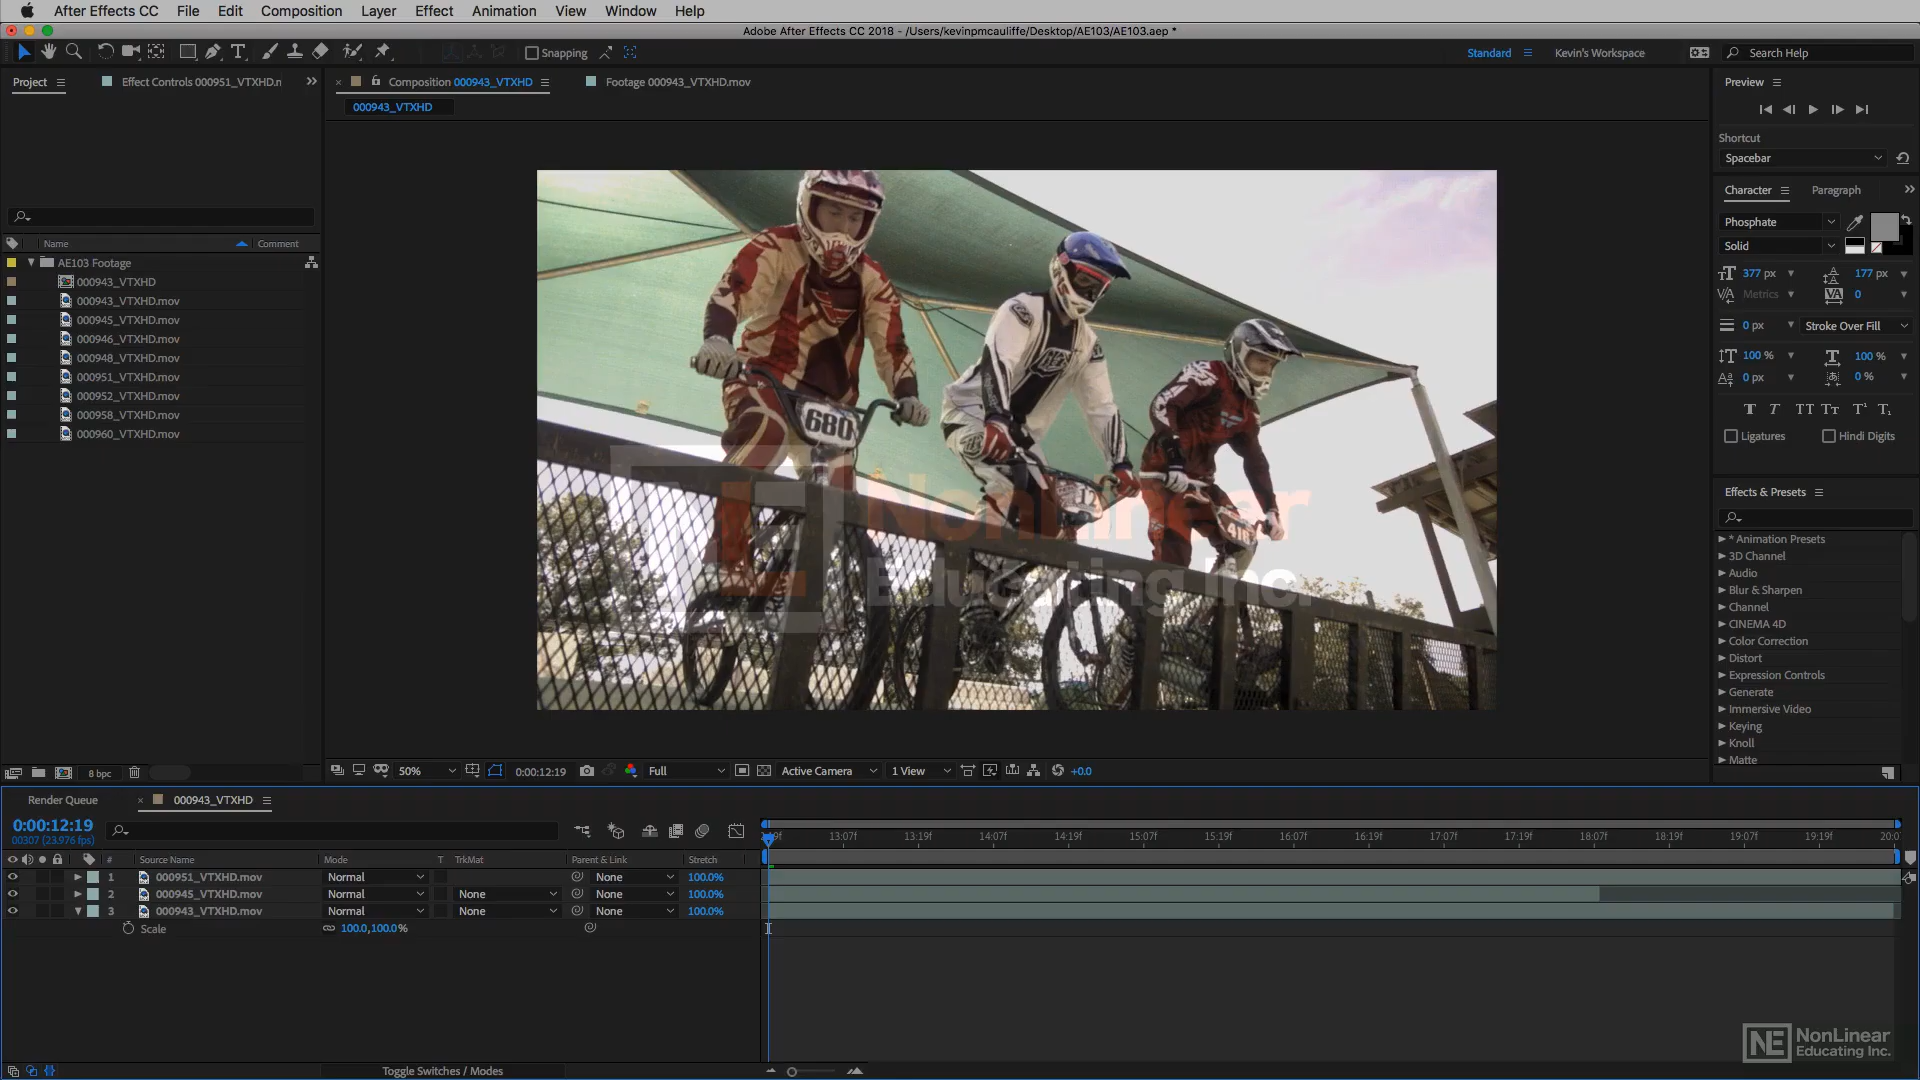 After Effects CC File Edit Composition Layer Effect Animation View Window Help
Adobe After Effects CC 2018 - /Users/kevinpmcauliffe/Desktop/AE103/AE103.aep *
Snapping
Standard
Kevin's Workspace
Search Help
Project
Effect Controls 000951_VTXHD.n
Composition 000943_VTXHD
Footage 000943_VTXHD.mov
000943_VTXHD
Name
Comment
AE103 Footage
000943_VTXHD
000943_VTXHD.mov
000945_VTXHD.mov
000946_VTXHD.mov
000948_VTXHD.mov
000951_VTXHD.mov
000952_VTXHD.mov
000958_VTXHD.mov
000960_VTXHD.mov
8 bpc
680
12
NonLinear
Educating Inc.
50%
0:00:12:19
Full
Active Camera
1 View
+0.0
Preview
Shortcut
Spacebar
Character
Paragraph
Phosphate
Solid
377 px
177 px
Metrics
0
0 px
Stroke Over Fill
100 %
100 %
0 px
0 %
Ligatures
Hindi Digits
Effects & Presets
* Animation Presets
3D Channel
Audio
Blur & Sharpen
Channel
CINEMA 4D
Color Correction
Distort
Expression Controls
Generate
Immersive Video
Keying
Knoll
Matte
Render Queue
000943_VTXHD
0:00:12:19
00307 (23.976 fps)
13:07f 13:19f 14:07f 14:19f 15:07f 15:19f 16:07f 16:19f 17:07f 17:19f 18:07f 18:19f 19:07f 19:19f 20:0
# Source Name Mode T TrkMat Parent & Link Stretch
1 000951_VTXHD.mov Normal None 100.0%
2 000945_VTXHD.mov Normal None None 100.0%
3 000943_VTXHD.mov Normal None None 100.0%
Scale 100.0,100.0%
Toggle Switches / Modes
NE NonLinear
Educating Inc.